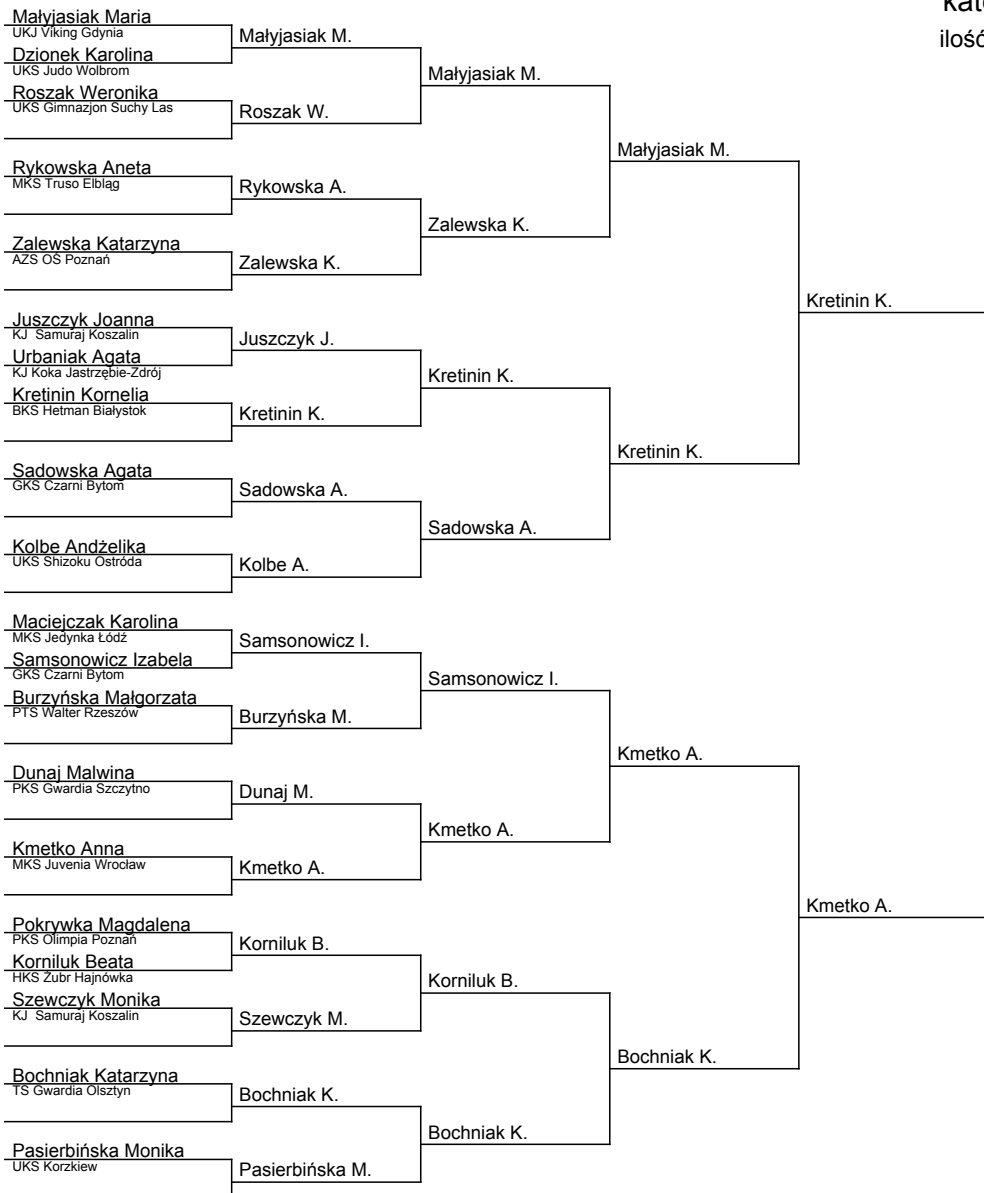 Małyjasiak Maria
UKJ Viking Gdynia
Dzionek Karolina
UKS Judo Wolbrom
Roszak Weronika
UKS Gimnazjon Suchy Las
Rykowska Aneta
MKS Truso Elbląg
Zalewska Katarzyna
AZS OŚ Poznań
Juszczyk Joanna
KJ Samuraj Koszalin
Urbaniak Agata
KJ Koka Jastrzębie-Zdrój
Kretinin Kornelia
BKS Hetman Białystok
Sadowska Agata
GKS Czarni Bytom
Kolbe Andżelika
UKS Shizoku Ostróda
Maciejczak Karolina
MKS Jedynka Łódź
Samsonowicz Izabela
GKS Czarni Bytom
Burzyńska Małgorzata
PTS Walter Rzeszów
Dunaj Malwina
PKS Gwardia Szczytno
Kmetko Anna
MKS Juvenia Wrocław
Pokrywka Magdalena
PKS Olimpia Poznań
Korniluk Beata
HKS Żubr Hajnówka
Szewczyk Monika
KJ Samuraj Koszalin
Bochniak Katarzyna
TS Gwardia Olsztyn
Pasierbińska Monika
UKS Korzkiew
Małyjasiak M.
Roszak W.
Rykowska A.
Zalewska K.
Juszczyk J.
Kretinin K.
Sadowska A.
Kolbe A.
Samsonowicz I.
Burzyńska M.
Dunaj M.
Kmetko A.
Korniluk B.
Szewczyk M.
Bochniak K.
Pasierbińska M.
Małyjasiak M.
Zalewska K.
Kretinin K.
Sadowska A.
Samsonowicz I.
Kmetko A.
Korniluk B.
Bochniak K.
Małyjasiak M.
Kretinin K.
Kmetko A.
Bochniak K.
Kretinin K.
Kmetko A.
ilość